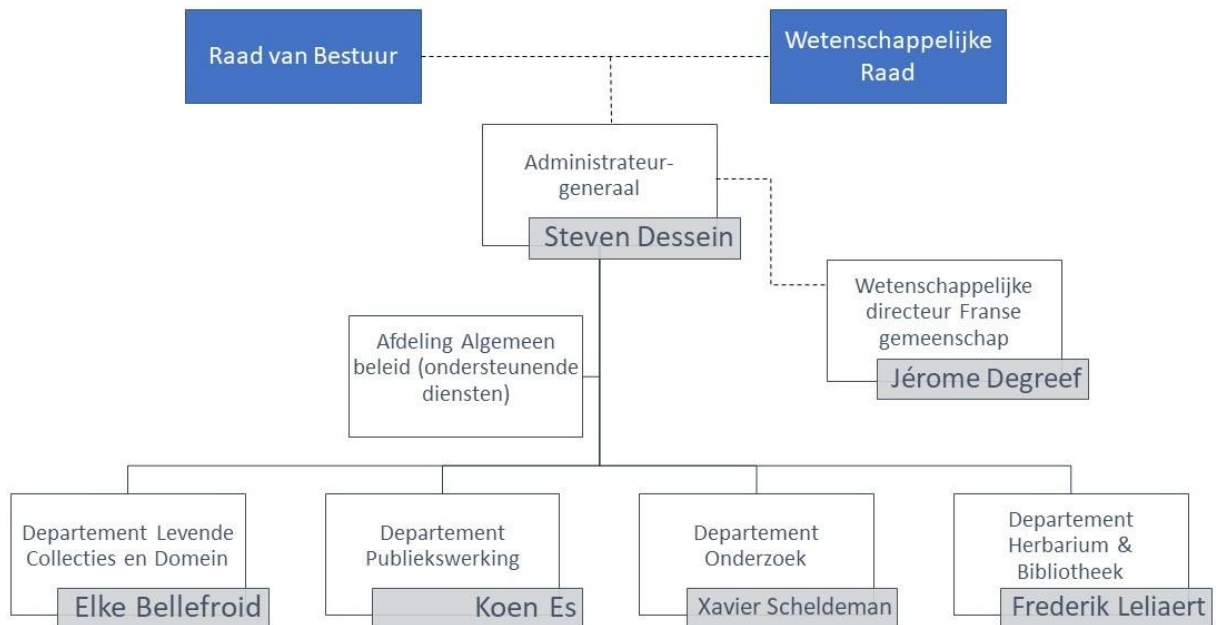 Raad van Bestuur
Wetenschappelijke
Raad
Administrateur-
generaal
Steven Dessein
Wetenschappelijke
directeur Franse
gemeenschap
Jérome Degreef
Afdeling Algemeen
beleid (ondersteunende
diensten)
Departement Levende
Collecties en Domein
Elke Bellefroid
Departement
Publiekswerking
Koen Es
Departement
Onderzoek
Xavier Scheldeman
Departement
Herbarium &
Bibliotheek
Frederik Leliaert